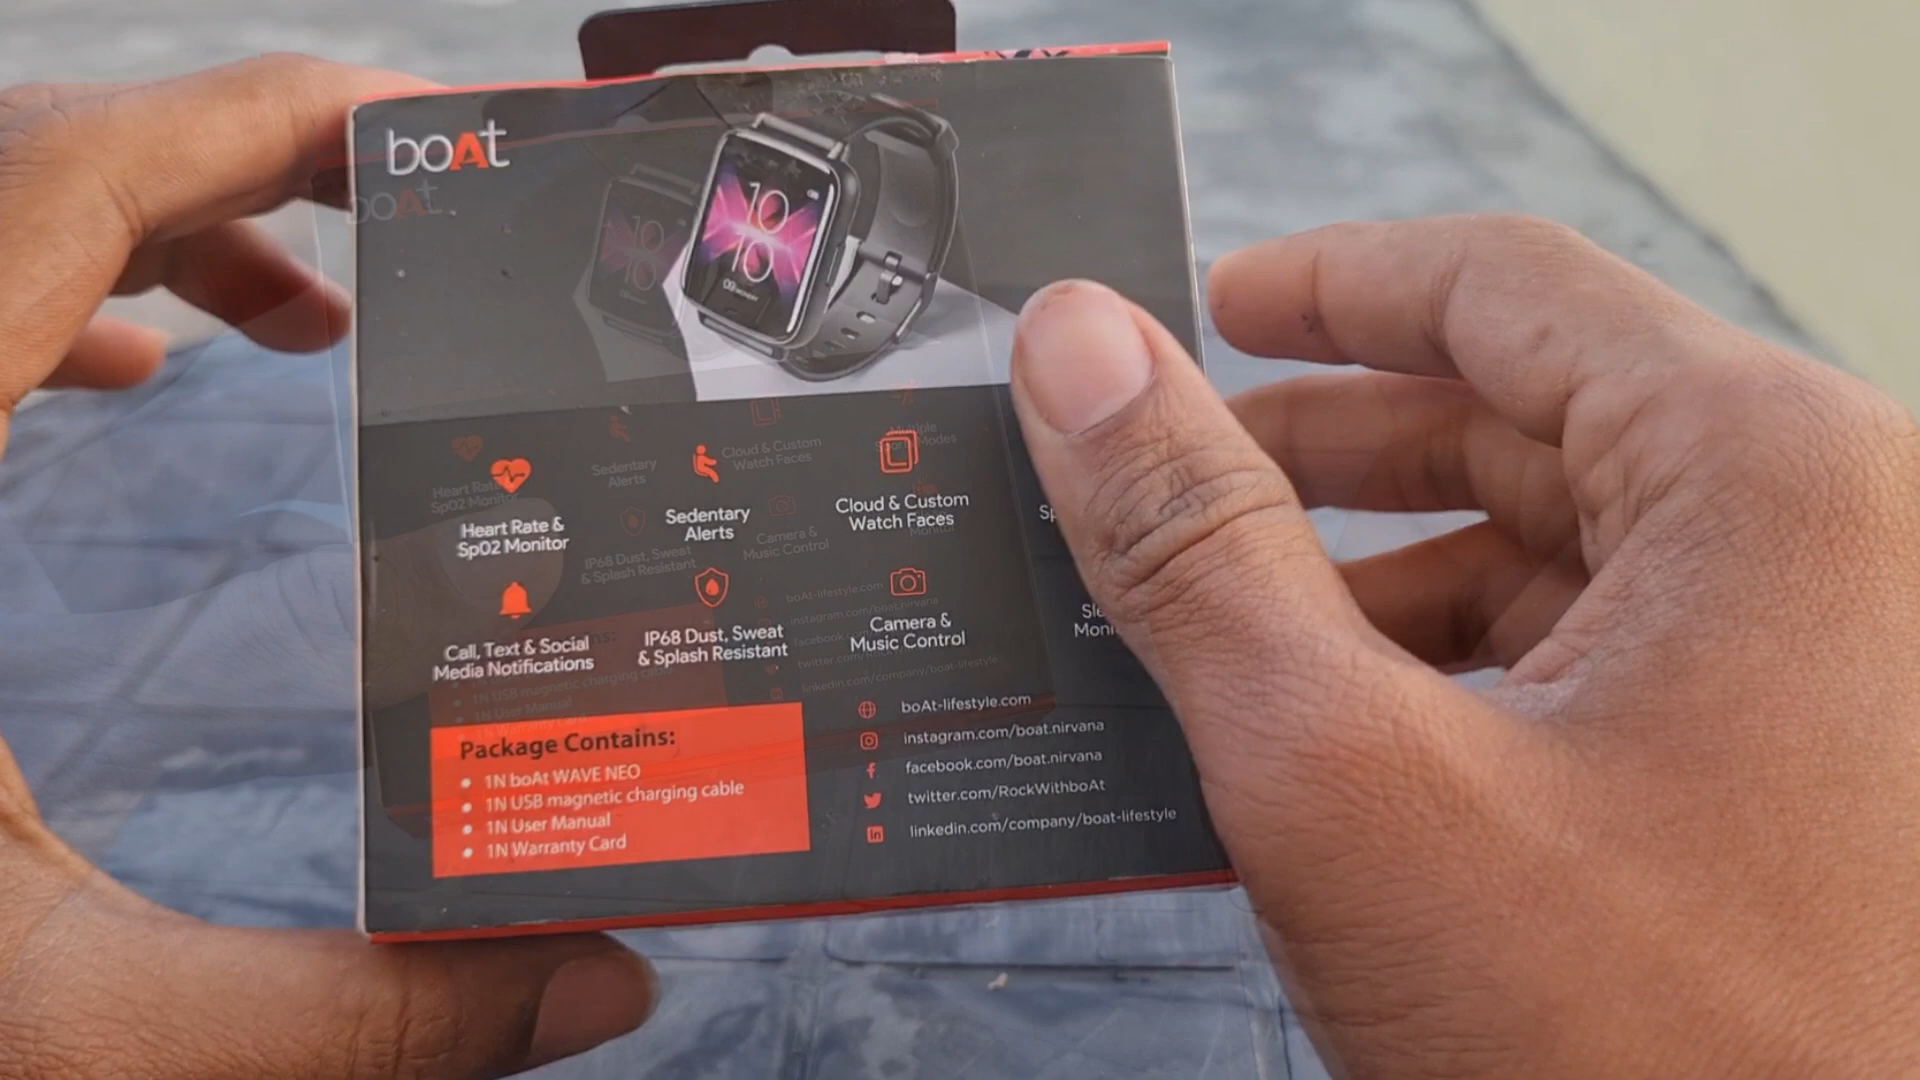 boAt
10
10
Heart Rate &
Sp02 Monitor
Sedentary
Alerts
Cloud & Custom
Watch Faces
Call, Text & Social
Media Notifications
IP68 Dust, Sweat
& Splash Resistant
Camera &
Music Control
Package Contains:
1N boAt WAVE NEO
1N USB magnetic charging cable
1N User Manual
1N Warranty Card
boAt-lifestyle.com
instagram.com/boat.nirvana
facebook.com/boat.nirvana
twitter.com/RockWithboAt
linkedin.com/company/boat-lifestyle